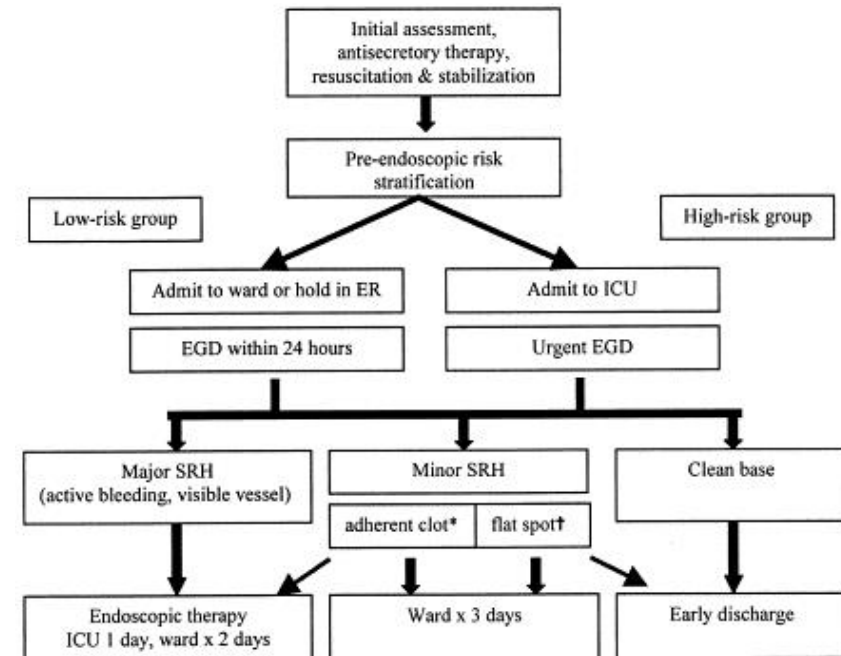 Initial assessment,
antisecretory therapy,
resuscitation & stabilization
Pre-endoscopic risk
stratification
Low-risk group
High-risk group
Admit to ward or hold in ER
Admit to ICU
EGD within 24 hours
Urgent EGD
Major SRH
(active bleeding, visible vessel)
Minor SRH
Clean base
adherent clot*
flat spot†
Endoscopic therapy
ICU 1 day, ward x 2 days
Ward x 3 days
Early discharge